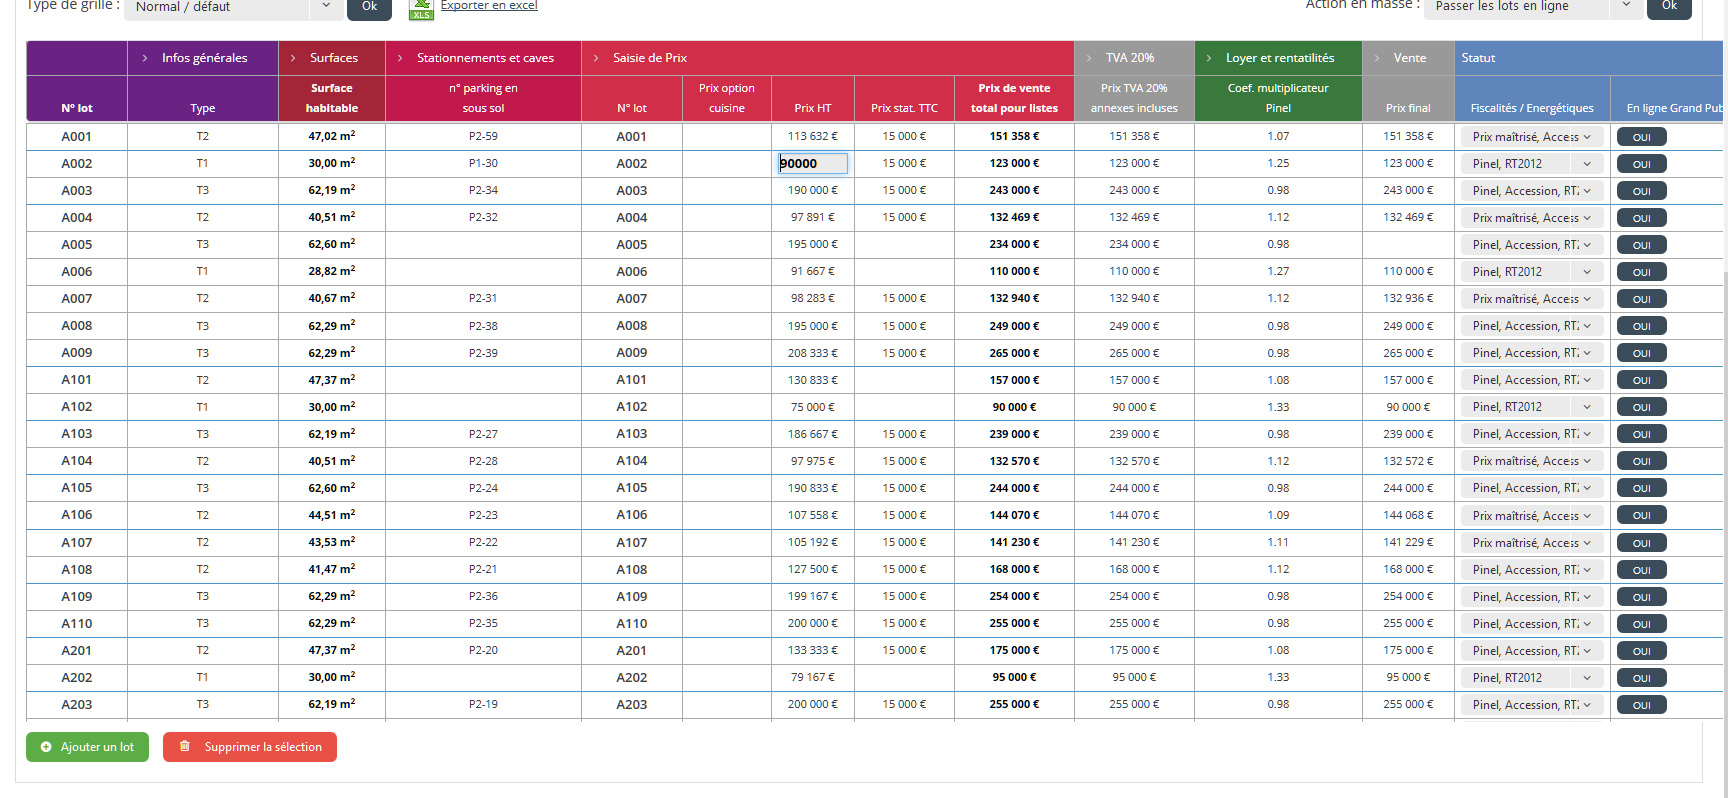 Type de grille : Normal / défaut Ok XLS Exporter en excel Action en masse : Passer les lots en ligne Ok
Infos générales Surfaces Stationnements et caves Saisie de Prix TVA 20% Loyer et rentatilités Vente Statut
N° lot Type Surface habitable n° parking en sous sol N° lot Prix option cuisine Prix HT Prix stat. TTC Prix de vente total pour listes Prix TVA 20% annexes incluses Coef. multiplicateur Pinel Prix final Fiscalités / Energétiques En ligne Grand Pub
A001 T2 47,02 m² P2-59 A001 113 632 € 15 000 € 151 358 € 151 358 € 1.07 151 358 € Prix maîtrisé, Access OUI
A002 T1 30,00 m² P1-30 A002 90000 15 000 € 123 000 € 123 000 € 1.25 123 000 € Pinel, RT2012 OUI
A003 T3 62,19 m² P2-34 A003 190 000 € 15 000 € 243 000 € 243 000 € 0.98 243 000 € Pinel, Accession, RT2 OUI
A004 T2 40,51 m² P2-32 A004 97 891 € 15 000 € 132 469 € 132 469 € 1.12 132 469 € Prix maîtrisé, Access OUI
A005 T3 62,60 m² A005 195 000 € 234 000 € 234 000 € 0.98 Pinel, Accession, RT2 OUI
A006 T1 28,82 m² A006 91 667 € 110 000 € 110 000 € 1.27 110 000 € Pinel, RT2012 OUI
A007 T2 40,67 m² P2-31 A007 98 283 € 15 000 € 132 940 € 132 940 € 1.12 132 936 € Prix maîtrisé, Access OUI
A008 T3 62,29 m² P2-38 A008 195 000 € 15 000 € 249 000 € 249 000 € 0.98 249 000 € Pinel, Accession, RT2 OUI
A009 T3 62,29 m² P2-39 A009 208 333 € 15 000 € 265 000 € 265 000 € 0.98 265 000 € Pinel, Accession, RT2 OUI
A101 T2 47,37 m² A101 130 833 € 157 000 € 157 000 € 1.08 157 000 € Pinel, Accession, RT2 OUI
A102 T1 30,00 m² A102 75 000 € 90 000 € 90 000 € 1.33 90 000 € Pinel, RT2012 OUI
A103 T3 62,19 m² P2-27 A103 186 667 € 15 000 € 239 000 € 239 000 € 0.98 239 000 € Pinel, Accession, RT2 OUI
A104 T2 40,51 m² P2-28 A104 97 975 € 15 000 € 132 570 € 132 570 € 1.12 132 572 € Prix maîtrisé, Access OUI
A105 T3 62,60 m² P2-24 A105 190 833 € 15 000 € 244 000 € 244 000 € 0.98 244 000 € Pinel, Accession, RT2 OUI
A106 T2 44,51 m² P2-23 A106 107 558 € 15 000 € 144 070 € 144 070 € 1.09 144 068 € Prix maîtrisé, Access OUI
A107 T2 43,53 m² P2-22 A107 105 192 € 15 000 € 141 230 € 141 230 € 1.11 141 229 € Prix maîtrisé, Access OUI
A108 T2 41,47 m² P2-21 A108 127 500 € 15 000 € 168 000 € 168 000 € 1.12 168 000 € Pinel, Accession, RT2 OUI
A109 T3 62,29 m² P2-36 A109 199 167 € 15 000 € 254 000 € 254 000 € 0.98 254 000 € Pinel, Accession, RT2 OUI
A110 T3 62,29 m² P2-35 A110 200 000 € 15 000 € 255 000 € 255 000 € 0.98 255 000 € Pinel, Accession, RT2 OUI
A201 T2 47,37 m² P2-20 A201 133 333 € 15 000 € 175 000 € 175 000 € 1.08 175 000 € Pinel, Accession, RT2 OUI
A202 T1 30,00 m² A202 79 167 € 95 000 € 95 000 € 1.33 95 000 € Pinel, RT2012 OUI
A203 T3 62,19 m² P2-19 A203 200 000 € 15 000 € 255 000 € 255 000 € 0.98 255 000 € Pinel, Accession, RT2 OUI
Ajouter un lot Supprimer la sélection